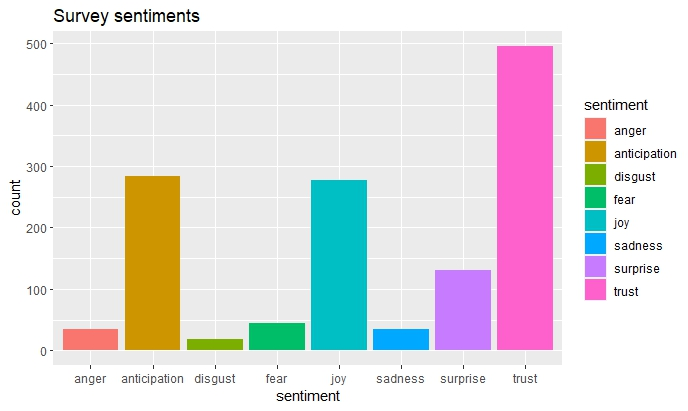 Survey sentiments
500
400
300
200
100
0
count
anger anticipation disgust fear joy sadness surprise trust
sentiment
sentiment
anger
anticipation
disgust
fear
joy
sadness
surprise
trust